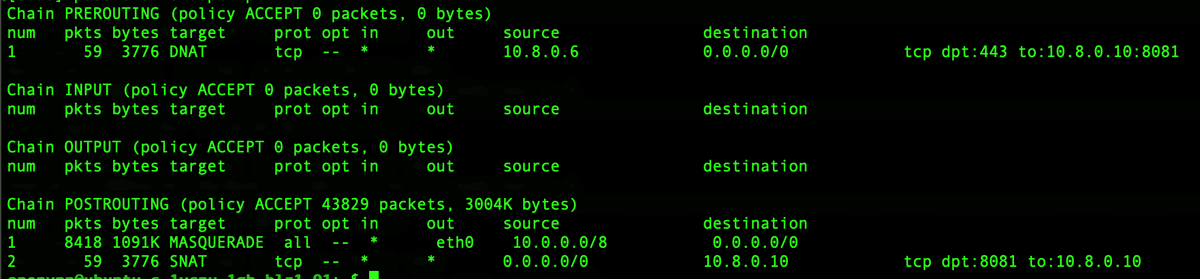 Chain PREROUTING (policy ACCEPT 0 packets, 0 bytes)
num pkts bytes target prot opt in out source destination
1 59 3776 DNAT tcp -- * * 10.8.0.6 0.0.0.0/0 tcp dpt:443 to:10.8.0.10:8081
Chain INPUT (policy ACCEPT 0 packets, 0 bytes)
num pkts bytes target prot opt in out source destination
Chain OUTPUT (policy ACCEPT 0 packets, 0 bytes)
num pkts bytes target prot opt in out source destination
Chain POSTROUTING (policy ACCEPT 43829 packets, 3004K bytes)
num pkts bytes target prot opt in out source destination
1 8418 1091K MASQUERADE all -- * eth0 10.0.0.0/8 0.0.0.0/0
2 59 3776 SNAT tcp -- * * 0.0.0.0/0 10.8.0.10 tcp dpt:8081 to:10.8.0.10